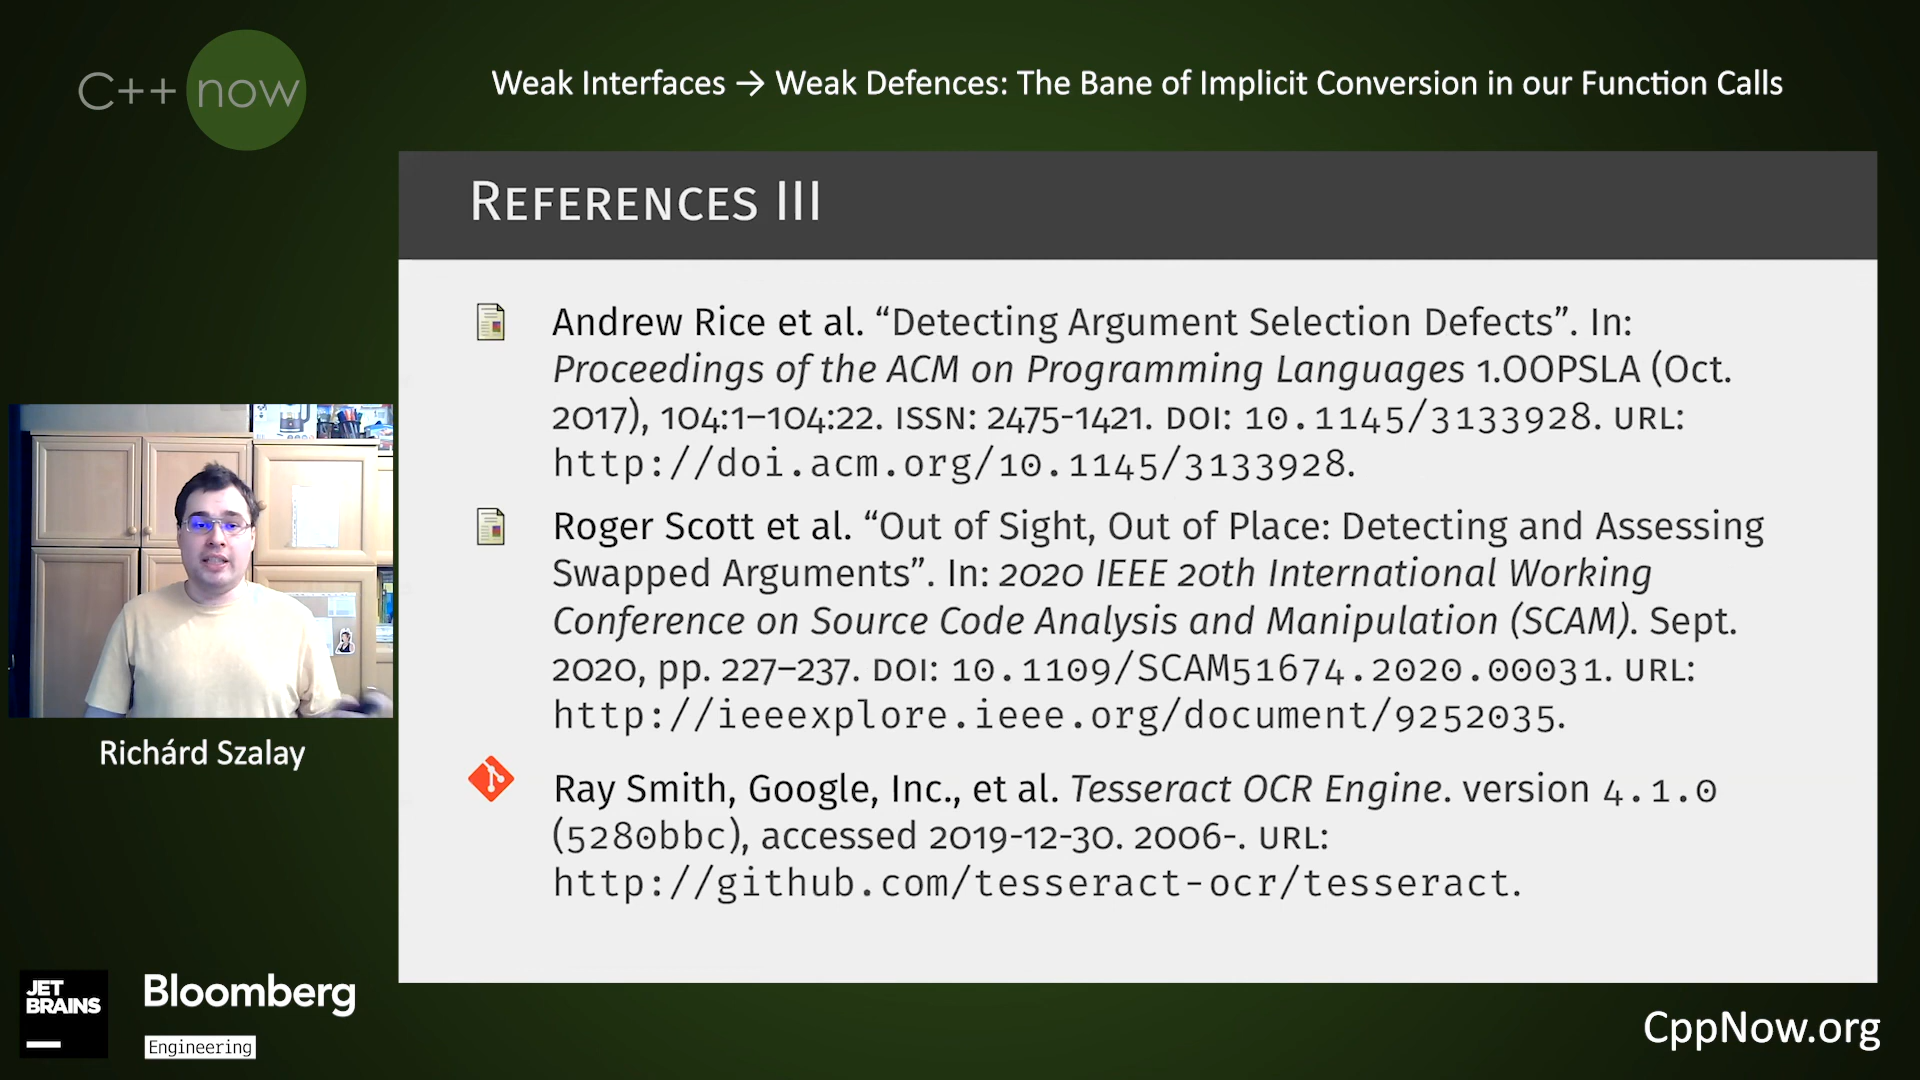 C++ now
Weak Interfaces → Weak Defences: The Bane of Implicit Conversion in our Function Calls
REFERENCES III
Andrew Rice et al. “Detecting Argument Selection Defects”. In:
Proceedings of the ACM on Programming Languages 1.OOPSLA (Oct.
2017), 104:1–104:22. ISSN: 2475-1421. DOI: 10.1145/3133928. URL:
http://doi.acm.org/10.1145/3133928.
Roger Scott et al. “Out of Sight, Out of Place: Detecting and Assessing
Swapped Arguments”. In: 2020 IEEE 20th International Working
Conference on Source Code Analysis and Manipulation (SCAM). Sept.
2020, pp. 227–237. DOI: 10.1109/SCAM51674.2020.00031. URL:
http://ieeexplore.ieee.org/document/9252035.
Ray Smith, Google, Inc., et al. Tesseract OCR Engine. version 4.1.0
(5280bbc), accessed 2019-12-30. 2006-. URL:
http://github.com/tesseract-ocr/tesseract.
Richárd Szalay
JET
BRAINS
Bloomberg
Engineering
CppNow.org